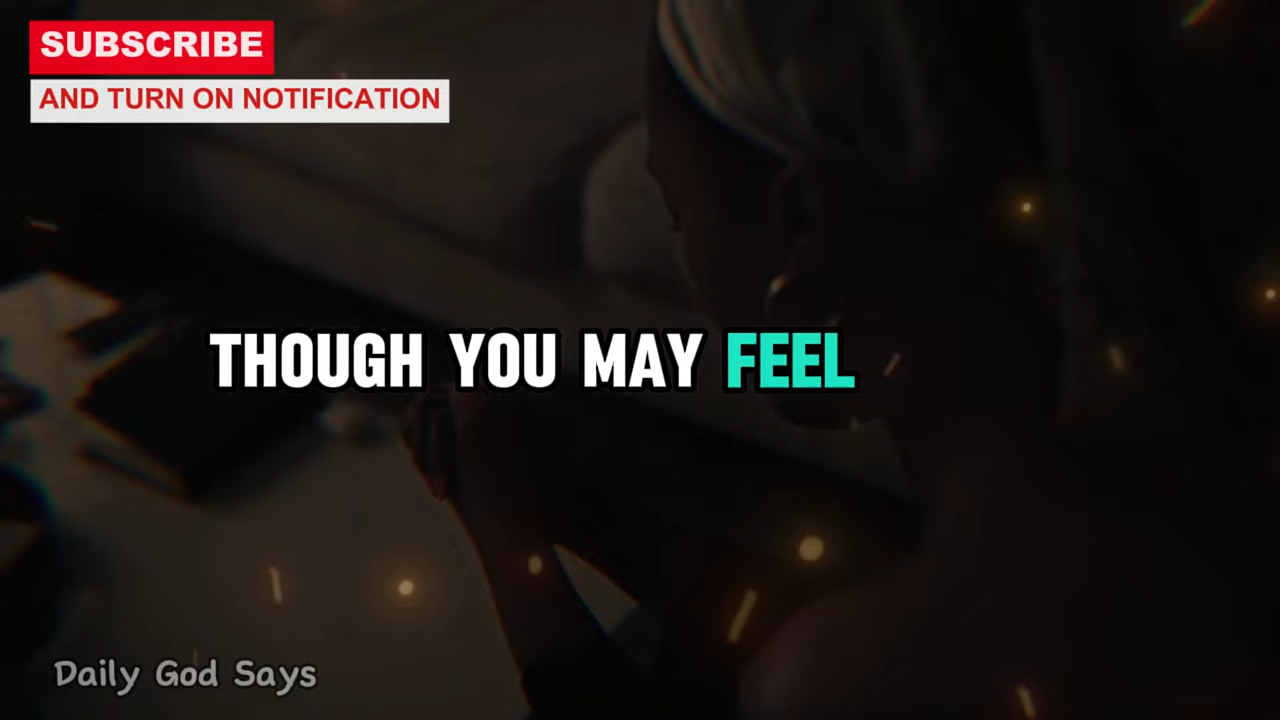 SUBSCRIBE
AND TURN ON NOTIFICATION
THOUGH YOU MAY FEEL
Daily God Says